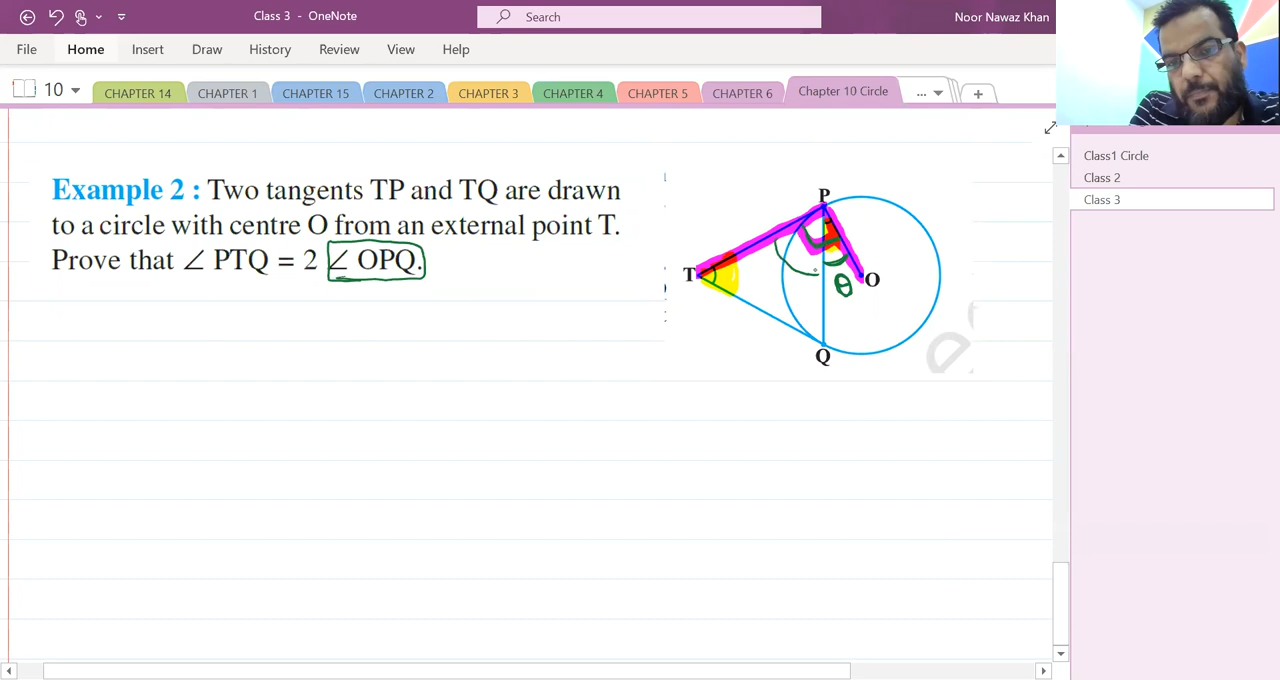 Class 3 - OneNote
Search
Noor Nawaz Khan
File Home Insert Draw History Review View Help
10 CHAPTER 14 CHAPTER 1 CHAPTER 15 CHAPTER 2 CHAPTER 3 CHAPTER 4 CHAPTER 5 CHAPTER 6 Chapter 10 Circle ... +
Class1 Circle
Class 2
Class 3
Example 2 : Two tangents TP and TQ are drawn
to a circle with centre O from an external point T.
Prove that ∠ PTQ = 2 ∠ OPQ.
P
T
O
θ
Q